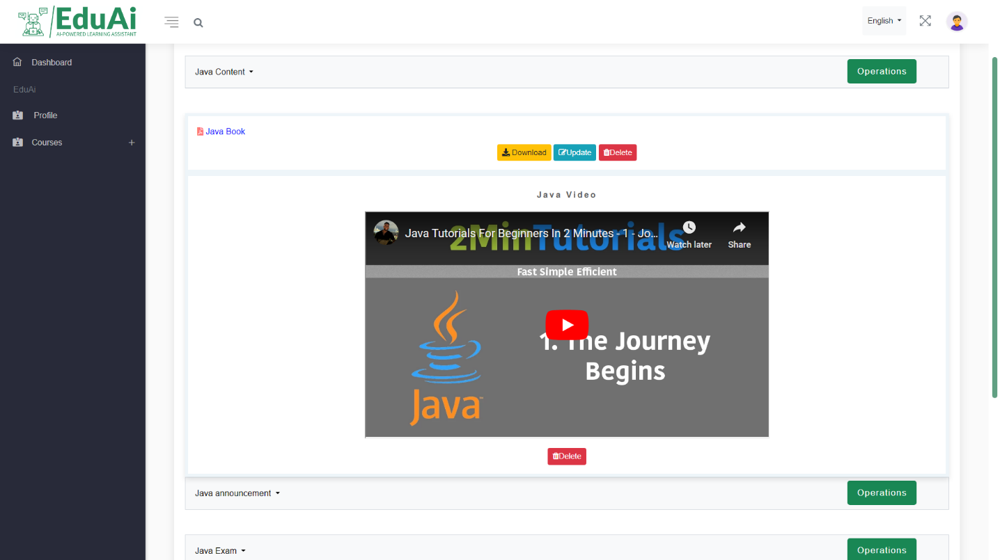 EduAi
AI-POWERED LEARNING ASSISTANT
English
Dashboard
EduAi
Profile
Courses
Java Content
Operations
Java Book
Download
Update
Delete
Java Video
2MinTutorials
Java Tutorials For Beginners In 2 Minutes - 1 - Jo...
Watch later
Share
Fast Simple Efficient
1. The Journey
Begins
Java™
Delete
Java announcement
Operations
Java Exam
Operations